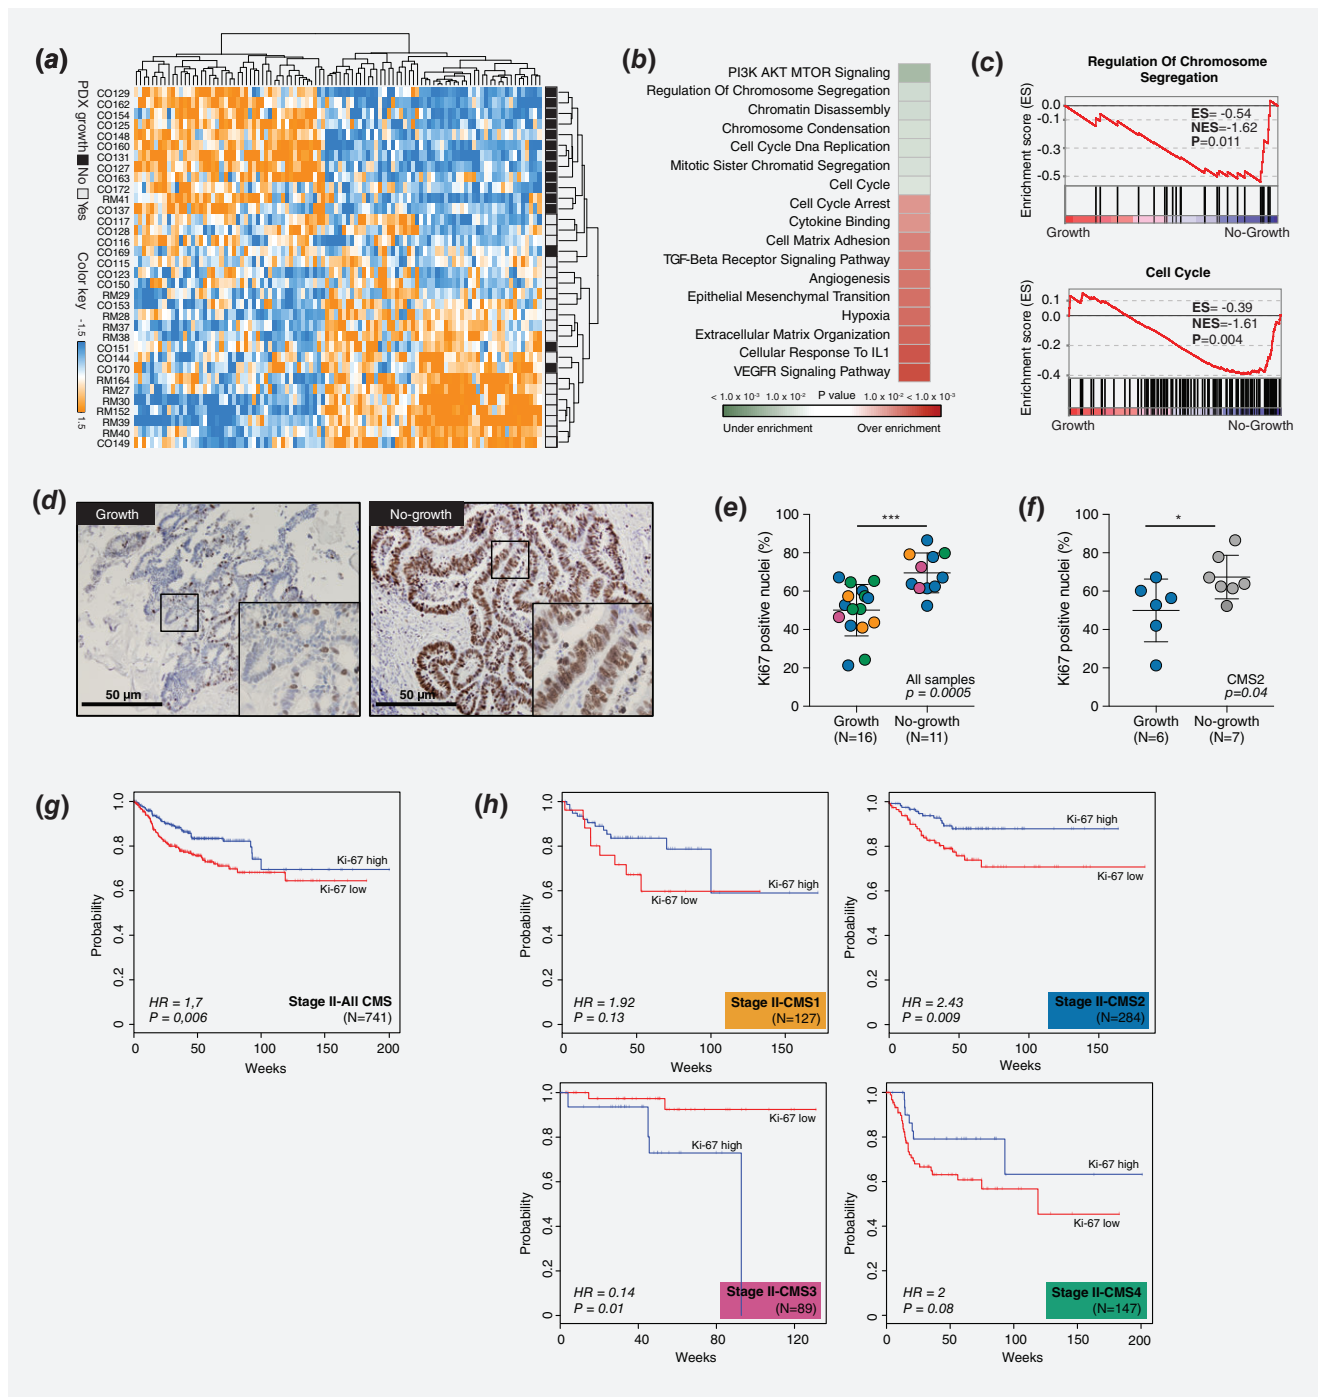 (a)
CO129
CO162
CO154
CO125
CO148
CO160
CO131
CO127
CO163
CO172
RM41
CO137
CO117
CO128
CO116
CO169
CO115
CO123
CO150
RM29
CO153
RM28
RM37
RM38
CO151
CO144
CO170
RM164
RM27
RM30
RM152
RM39
RM40
CO149
PDX growth No Yes
Color key -1.5 1.5
(b)
PI3K AKT MTOR Signaling
Regulation Of Chromosome Segregation
Chromatin Disassembly
Chromosome Condensation
Cell Cycle Dna Replication
Mitotic Sister Chromatid Segregation
Cell Cycle
Cell Cycle Arrest
Cytokine Binding
Cell Matrix Adhesion
TGF-Beta Receptor Signaling Pathway
Angiogenesis
Epithelial Mesenchymal Transition
Hypoxia
Extracellular Matrix Organization
Cellular Response To IL1
VEGFR Signaling Pathway
< 1.0 x 10⁻³ 1.0 x 10⁻² P value 1.0 x 10⁻² < 1.0 x 10⁻³
Under enrichment Over enrichment
(c)
Regulation Of Chromosome
Segregation
Enrichment score (ES)
0.0
-0.1
-0.3
-0.5
ES= -0.54
NES=-1.62
P=0.011
Growth No-Growth
Cell Cycle
Enrichment score (ES)
0.1
0.0
-0.2
-0.4
ES= -0.39
NES=-1.61
P=0.004
Growth No-Growth
(d)
Growth
50 µm
No-growth
50 µm
(e)
Ki67 positive nuclei (%)
100
80
60
40
20
0
***
All samples
p = 0.0005
Growth No-growth
(N=16) (N=11)
(f)
Ki67 positive nuclei (%)
100
80
60
40
20
0
*
CMS2
p=0.04
Growth No-growth
(N=6) (N=7)
(g)
Probability
1.0
0.8
0.6
0.4
0.2
0
Ki-67 high
Ki-67 low
HR = 1,7
P = 0,006
Stage II-All CMS
(N=741)
0 50 100 150 200
Weeks
(h)
Probability
1.0
0.8
0.6
0.4
0.2
0
Ki-67 high
Ki-67 low
HR = 1.92
P = 0.13
Stage II-CMS1
(N=127)
0 50 100 150
Weeks
Probability
1.0
0.8
0.6
0.4
0.2
0
Ki-67 high
Ki-67 low
HR = 2.43
P = 0.009
Stage II-CMS2
(N=284)
0 50 100 150
Weeks
Probability
1.0
0.8
0.6
0.4
0.2
0
Ki-67 low
Ki-67 high
HR = 0.14
P = 0.01
Stage II-CMS3
(N=89)
0 40 80 120
Weeks
Probability
1.0
0.8
0.6
0.4
0.2
0
Ki-67 high
Ki-67 low
HR = 2
P = 0.08
Stage II-CMS4
(N=147)
0 50 100 150 200
Weeks